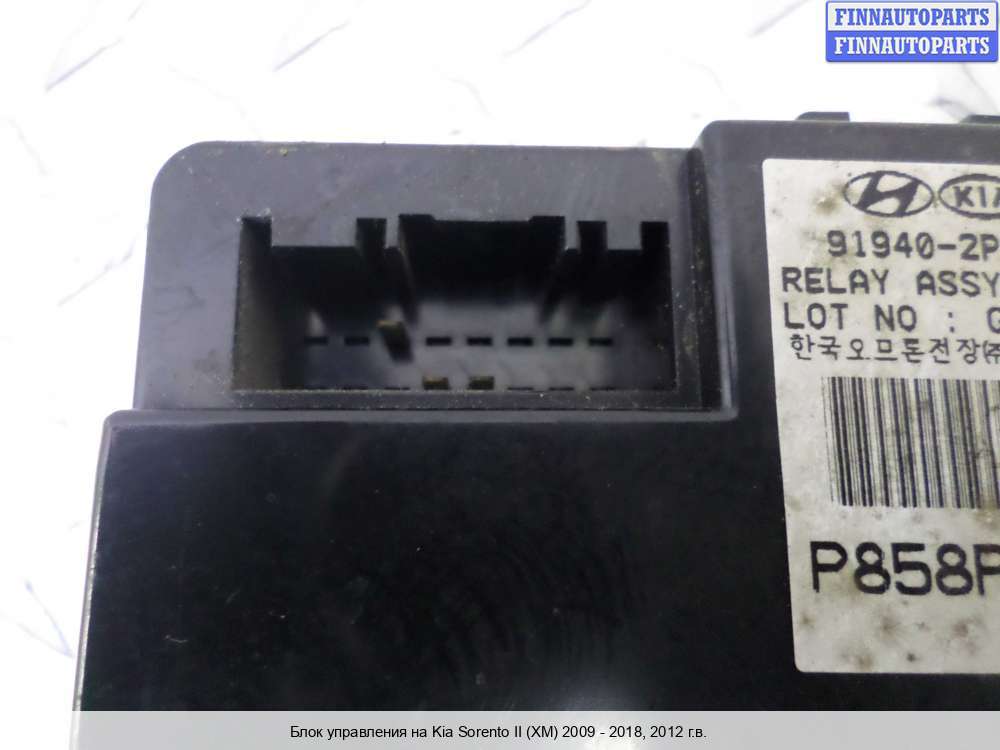 FINNAUTOPARTS
FINNAUTOPARTS
KIA
91940-2P
RELAY ASSY
LOT NO : G
한국오므론전장㈜
P858P
Блок управления на Kia Sorento II (XM) 2009 - 2018, 2012 г.в.